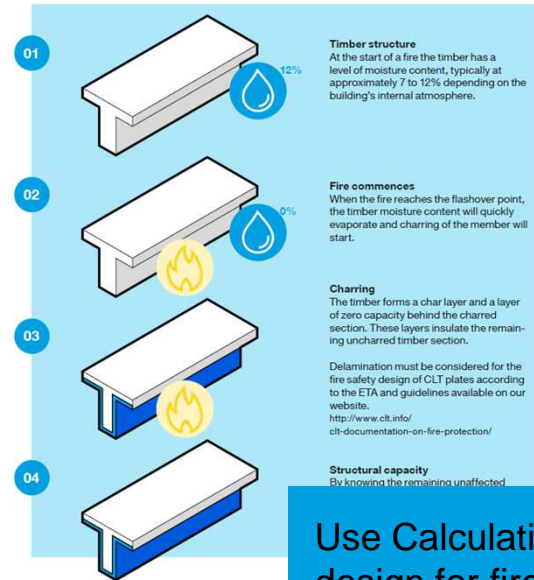 01
12%
Timber structure
At the start of a fire the timber has a
level of moisture content, typically at
approximately 7 to 12% depending on the
building's internal atmosphere.
02
0%
Fire commences
When the fire reaches the flashover point,
the timber moisture content will quickly
evaporate and charring of the member will
start.
03
Charring
The timber forms a char layer and a layer
of zero capacity behind the charred
section. These layers insulate the remain-
ing uncharred timber section.
Delamination must be considered for the
fire safety design of CLT plates according
to the ETA and guidelines available on our
website.
http://www.clt.info/
clt-documentation-on-fire-protection/
04
Structural capacity
By knowing the remaining unaffected
Use
design for fire